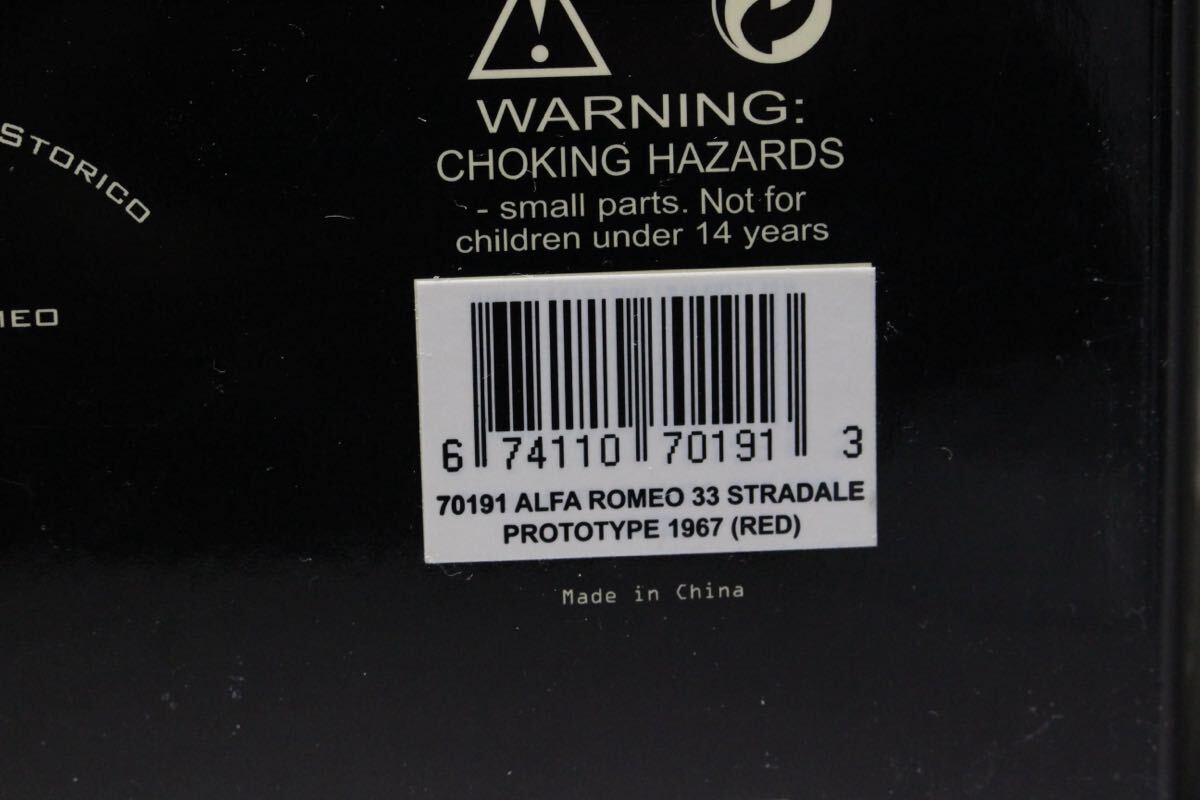 STORICO
WARNING:
CHOKING HAZARDS
- small parts. Not for
children under 14 years
MEO
6 74110 70191 3
70191 ALFA ROMEO 33 STRADALE
PROTOTYPE 1967 (RED)
Made in China